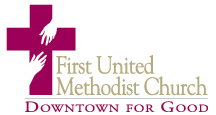 First United
Methodist Church
DOWNTOWN FOR GOOD